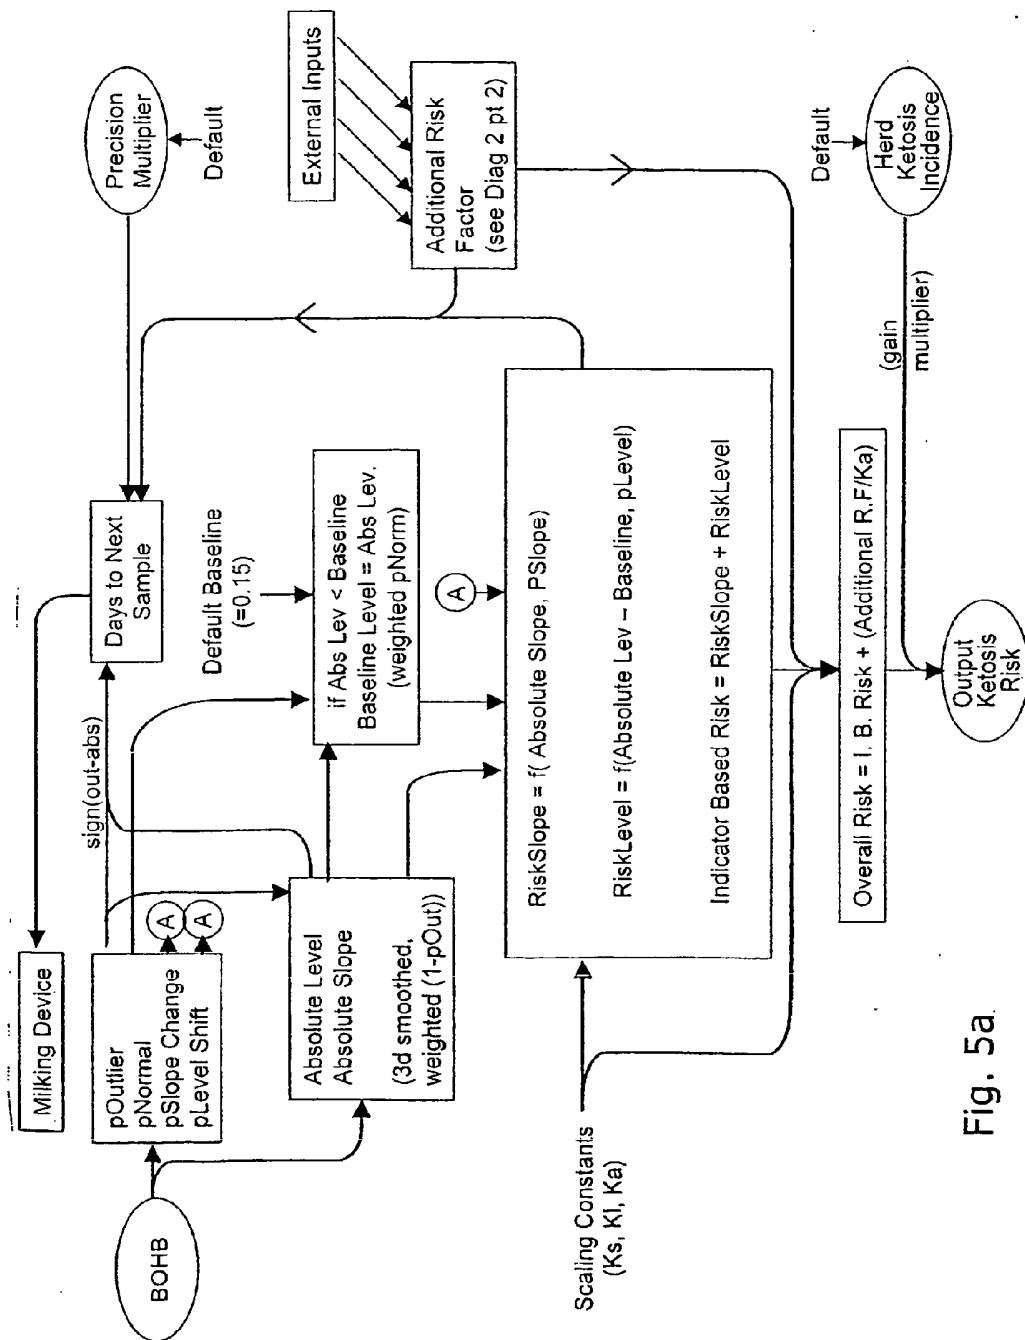 Milking Device
Days to Next
Sample
Precision
Multiplier
Default
BOHB
pOutlier
pNormal
pSlope Change
pLevel Shift
A
A
sign(out-abs)
Default Baseline
(=0.15)
External Inputs
Absolute Level
Absolute Slope
(3d smoothed,
weighted (1-pOut))
if Abs Lev < Baseline
Baseline Level = Abs Lev.
(weighted pNorm)
Additional Risk
Factor
(see Diag 2 pt 2)
A
RiskSlope = f( Absolute Slope, PSlope)
RiskLevel = f(Absolute Lev – Baseline, pLevel)
Indicator Based Risk = RiskSlope + RiskLevel
Scaling Constants
(Ks, Kl, Ka)
Overall Risk = I. B. Risk + (Additional R.F/Ka)
(gain
multiplier)
Default
Herd
Ketosis
Incidence
Output
Ketosis
Risk
Fig. 5a